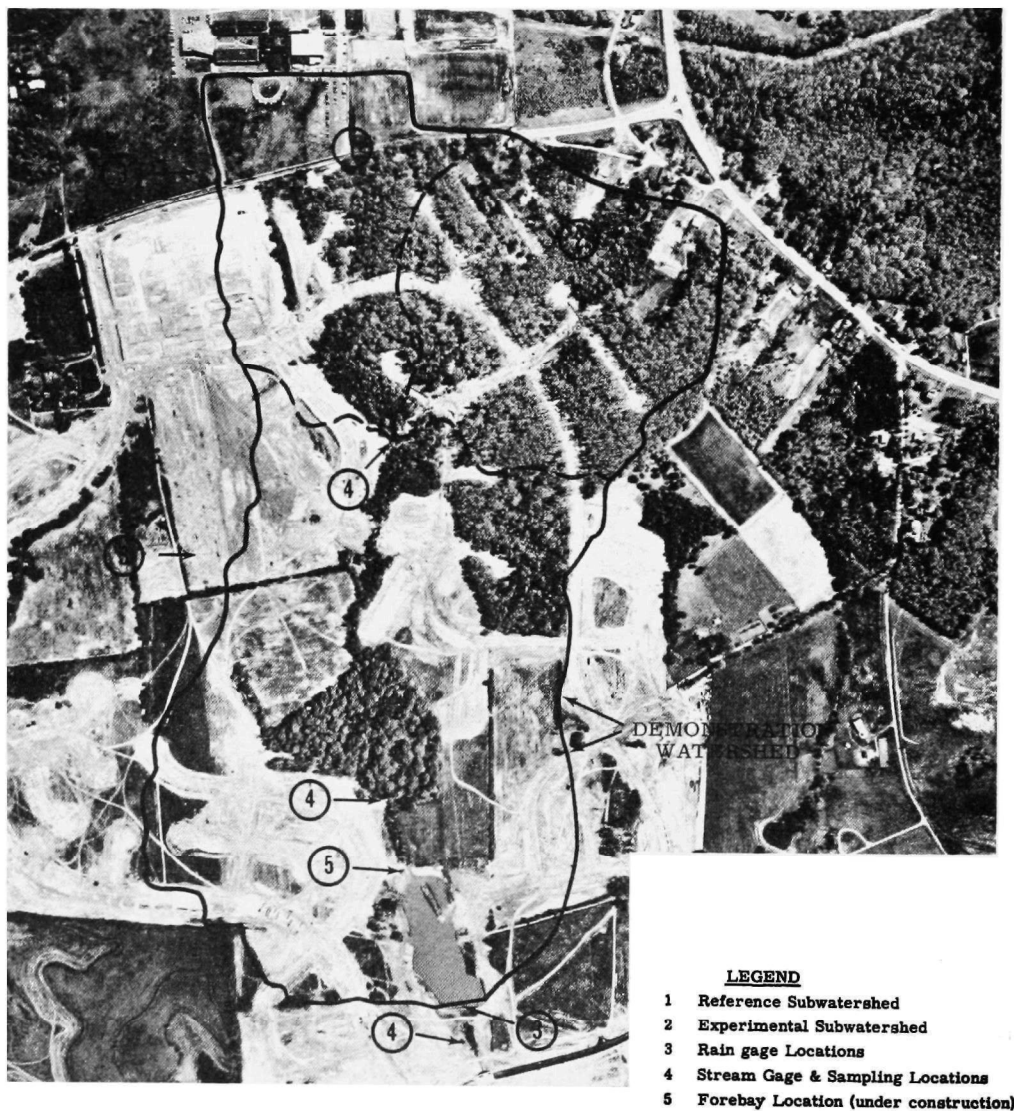 4
DEMONSTRATION
WATERSHED
4
5
4
3
LEGEND
1 Reference Subwatershed
2 Experimental Subwatershed
3 Rain gage Locations
4 Stream Gage & Sampling Locations
5 Forebay Location (under construction)